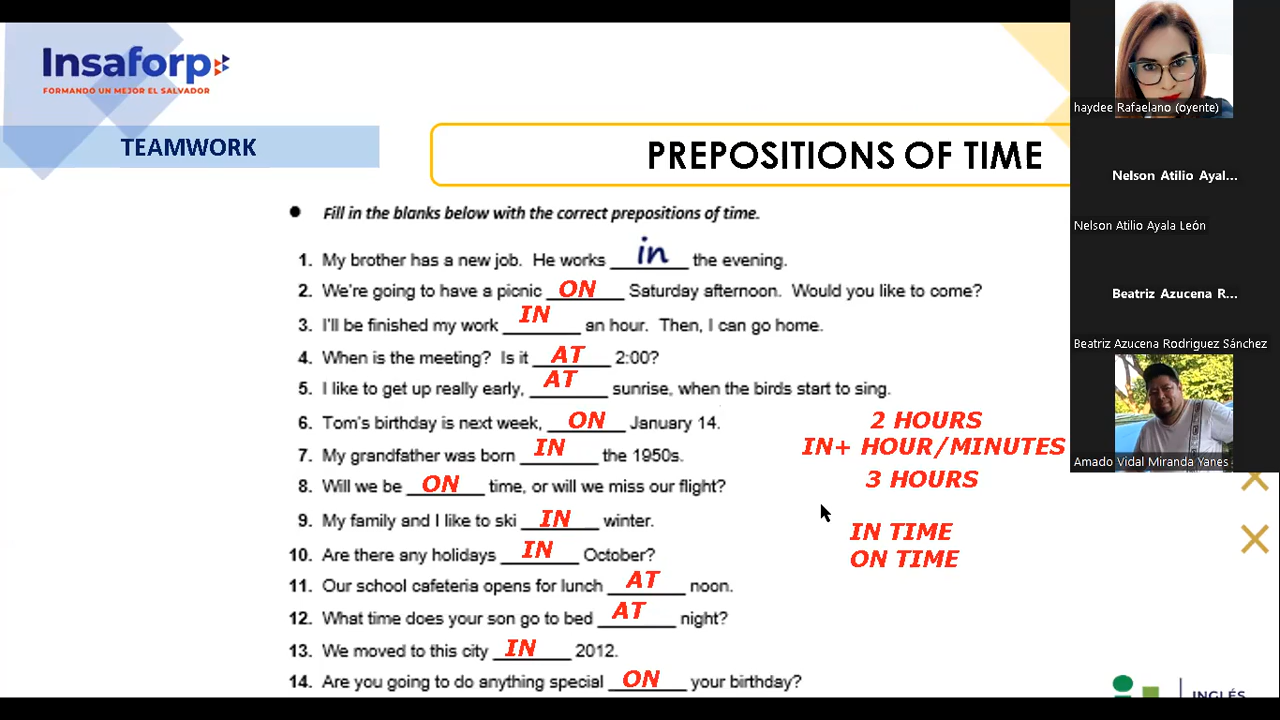 Insaforp
FORMANDO UN MEJOR EL SALVADOR
TEAMWORK
PREPOSITIONS OF TIME
● Fill in the blanks below with the correct prepositions of time.
1. My brother has a new job. He works in the evening.
2. We're going to have a picnic ON Saturday afternoon. Would you like to come?
3. I'll be finished my work IN an hour. Then, I can go home.
4. When is the meeting? Is it AT 2:00?
5. I like to get up really early, AT sunrise, when the birds start to sing.
6. Tom's birthday is next week, ON January 14.
7. My grandfather was born IN the 1950s.
8. Will we be ON time, or will we miss our flight?
9. My family and I like to ski IN winter.
10. Are there any holidays IN October?
11. Our school cafeteria opens for lunch AT noon.
12. What time does your son go to bed AT night?
13. We moved to this city IN 2012.
14. Are you going to do anything special ON your birthday?
2 HOURS
IN+ HOUR/MINUTES
3 HOURS
IN TIME
ON TIME
INGLÉS
haydee Rafaelano (oyente)
Nelson Atilio Ayal...
Nelson Atilio Ayala León
Beatriz Azucena R...
Beatriz Azucena Rodriguez Sánchez
Amado Vidal Miranda Yanes